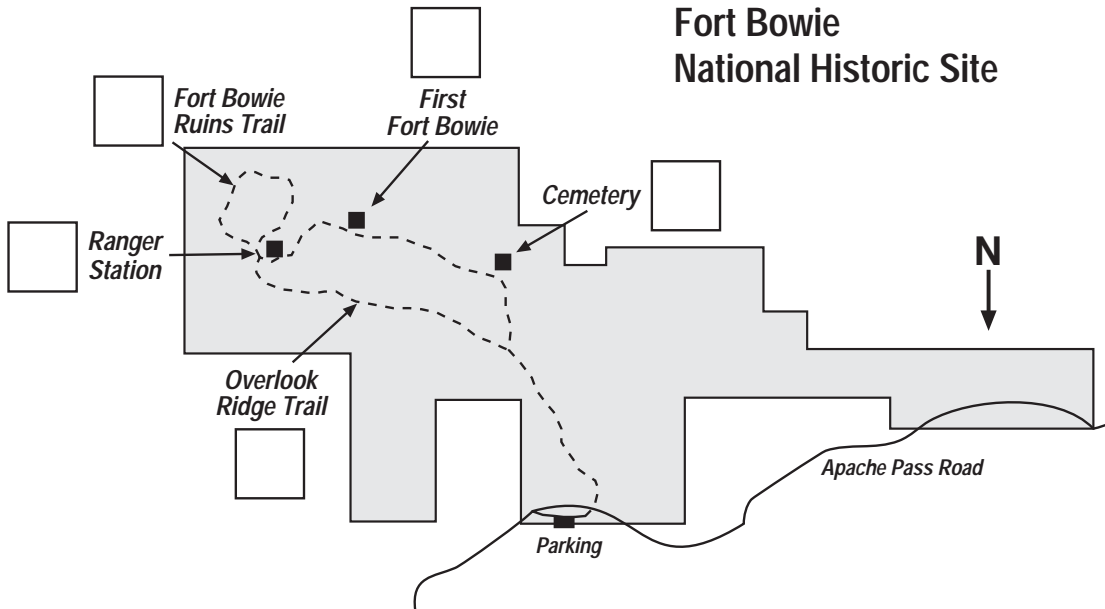 Fort Bowie
National Historic Site
Fort Bowie
Ruins Trail
First
Fort Bowie
Cemetery
Ranger
Station
N
Overlook
Ridge Trail
Apache Pass Road
Parking